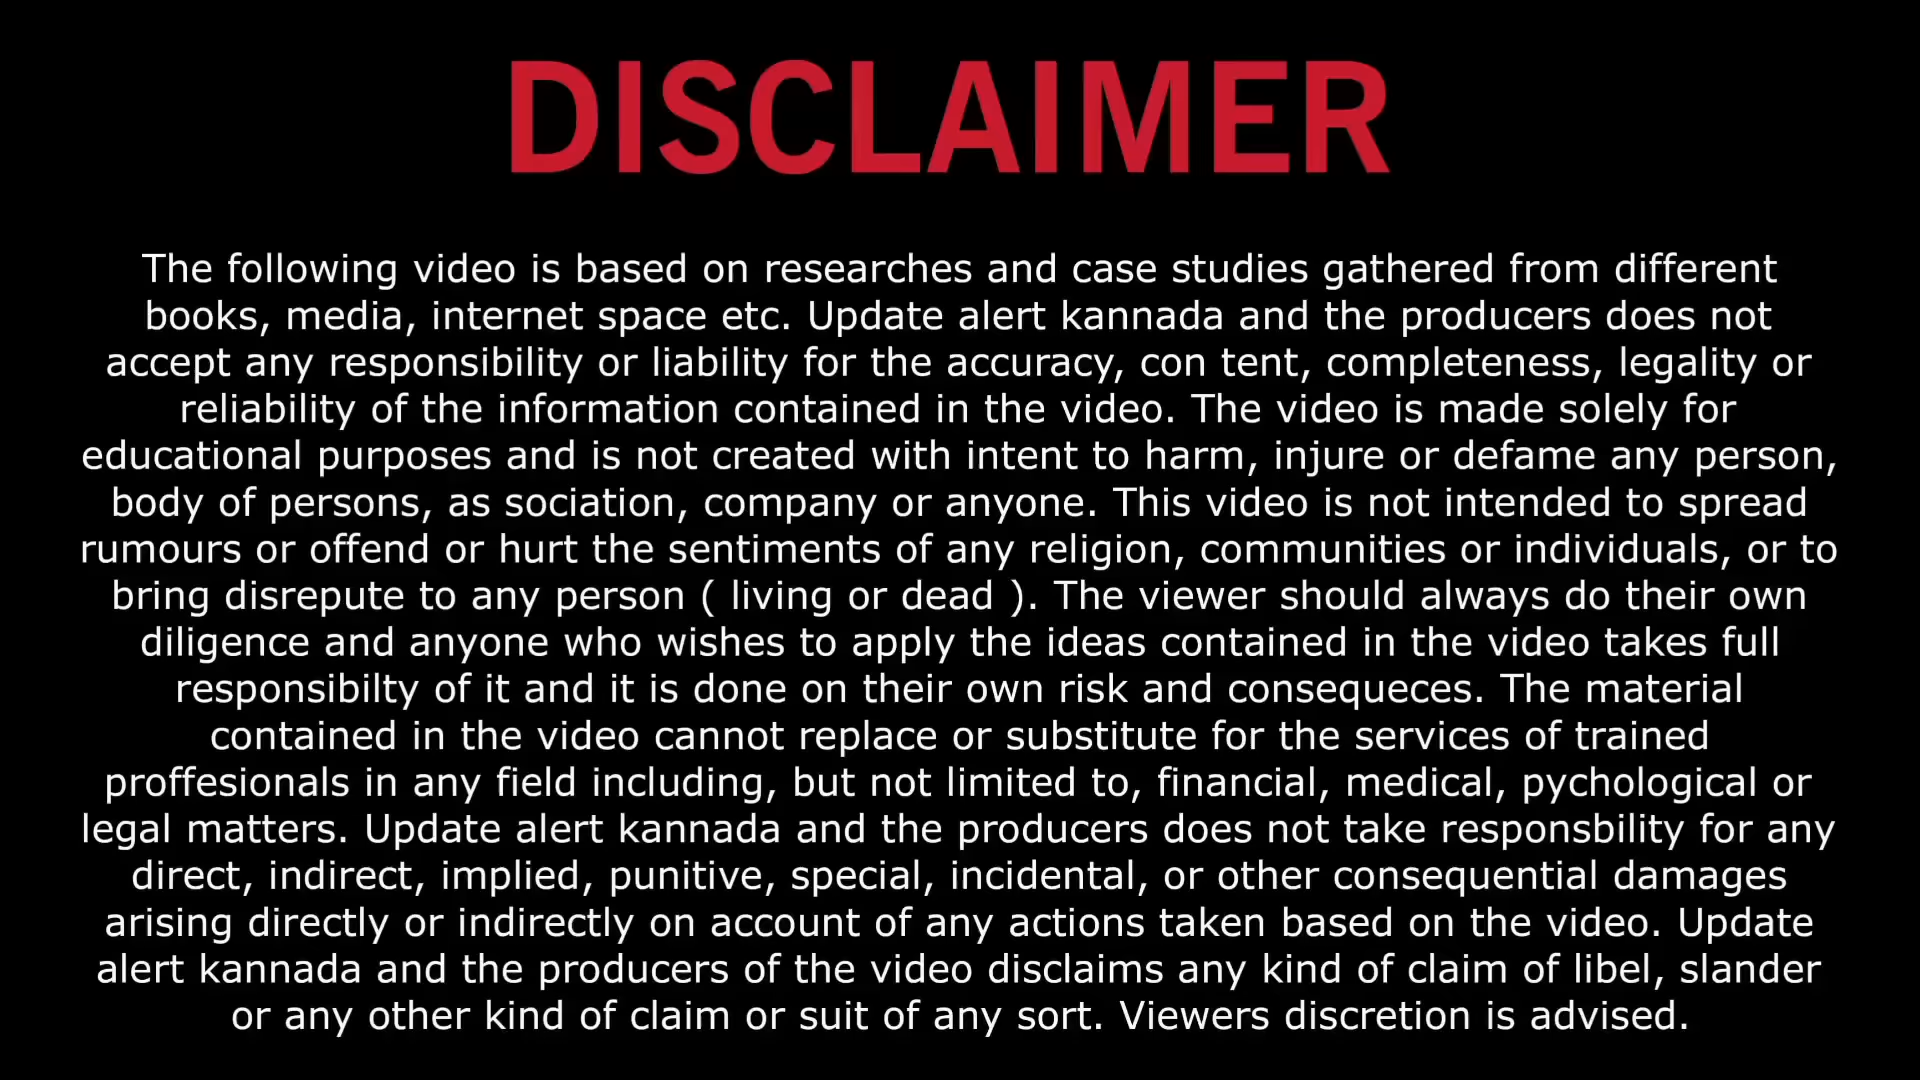 DISCLAIMER
The following video is based on researches and case studies gathered from different
books, media, internet space etc. Update alert kannada and the producers does not
accept any responsibility or liability for the accuracy, con tent, completeness, legality or
reliability of the information contained in the video. The video is made solely for
educational purposes and is not created with intent to harm, injure or defame any person,
body of persons, as sociation, company or anyone. This video is not intended to spread
rumours or offend or hurt the sentiments of any religion, communities or individuals, or to
bring disrepute to any person ( living or dead ). The viewer should always do their own
diligence and anyone who wishes to apply the ideas contained in the video takes full
responsibilty of it and it is done on their own risk and consequeces. The material
contained in the video cannot replace or substitute for the services of trained
proffesionals in any field including, but not limited to, financial, medical, pychological or
legal matters. Update alert kannada and the producers does not take responsbility for any
direct, indirect, implied, punitive, special, incidental, or other consequential damages
arising directly or indirectly on account of any actions taken based on the video. Update
alert kannada and the producers of the video disclaims any kind of claim of libel, slander
or any other kind of claim or suit of any sort. Viewers discretion is advised.